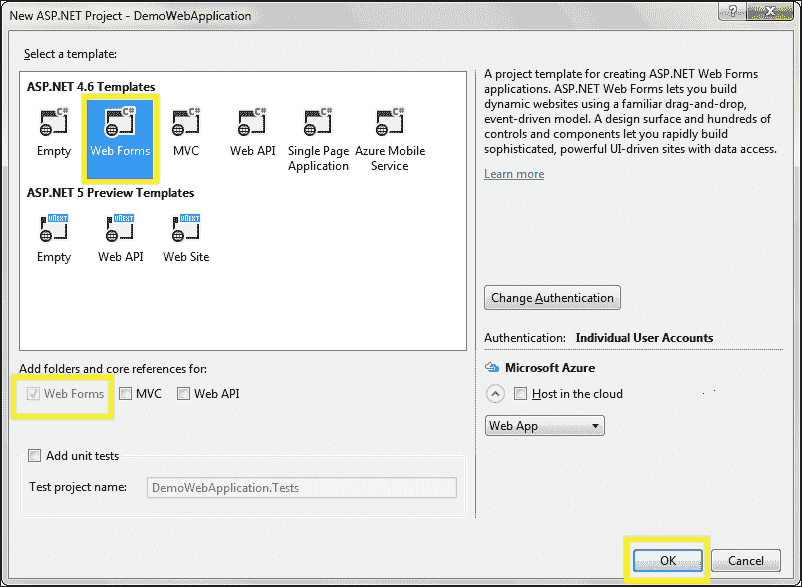 New ASP.NET Project - DemoWebApplication
?
Select a template:
ASP.NET 4.6 Templates
C# C# C# C# C# C#
Empty Web Forms MVC Web API Single Page Application Azure Mobile Service
ASP.NET 5 Preview Templates
VNEXT VNEXT VNEXT
Empty Web API Web Site
A project template for creating ASP.NET Web Forms
applications. ASP.NET Web Forms lets you build
dynamic websites using a familiar drag-and-drop,
event-driven model. A design surface and hundreds of
controls and components let you rapidly build
sophisticated, powerful UI-driven sites with data access.
Learn more
Change Authentication
Authentication: Individual User Accounts
Microsoft Azure
Host in the cloud
Web App
Add folders and core references for:
Web Forms MVC Web API
Add unit tests
Test project name: DemoWebApplication.Tests
OK Cancel